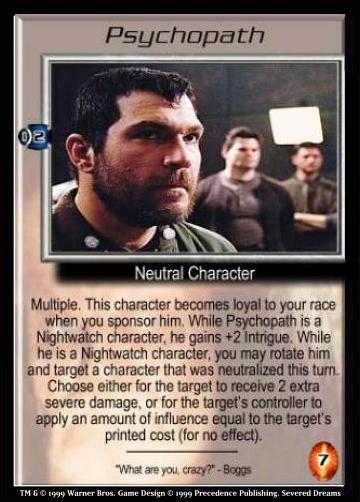 Psychopath
2
Neutral Character
Multiple. This character becomes loyal to your race
when you sponsor him. While Psychopath is a
Nightwatch character, he gains +2 Intrigue. While
he is a Nightwatch character, you may rotate him
and target a character that was neutralized this turn.
Choose either for the target to receive 2 extra
severe damage, or for the target's controller to
apply an amount of influence equal to the target's
printed cost (for no effect).
7
"What are you, crazy?" - Boggs
TM & © 1999 Warner Bros. Game Design © 1999 Precedence Publishing. Severed Dreams